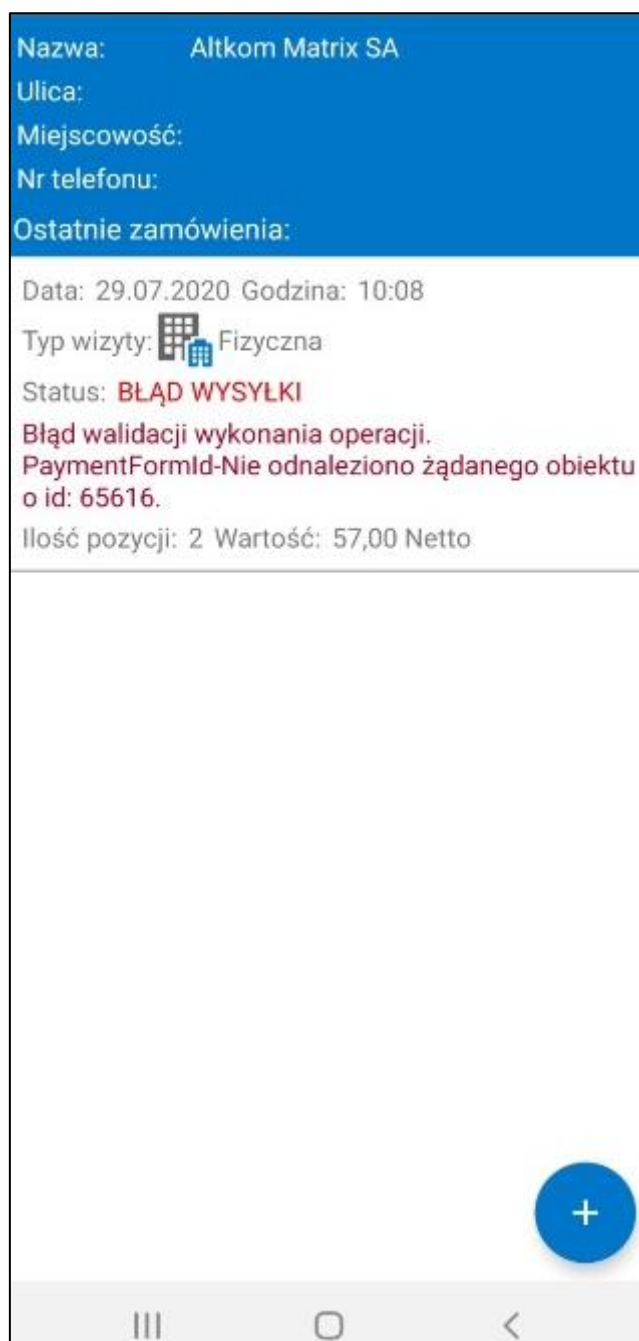 Nazwa: Altkom Matrix SA
Ulica:
Miejscowość:
Nr telefonu:
Ostatnie zamówienia:
Data: 29.07.2020 Godzina: 10:08
Typ wizyty: Fizyczna
Status: BŁĄD WYSYŁKI
Błąd walidacji wykonania operacji.
PaymentFormId-Nie odnaleziono żądanego obiektu
o id: 65616.
Ilość pozycji: 2 Wartość: 57,00 Netto
+